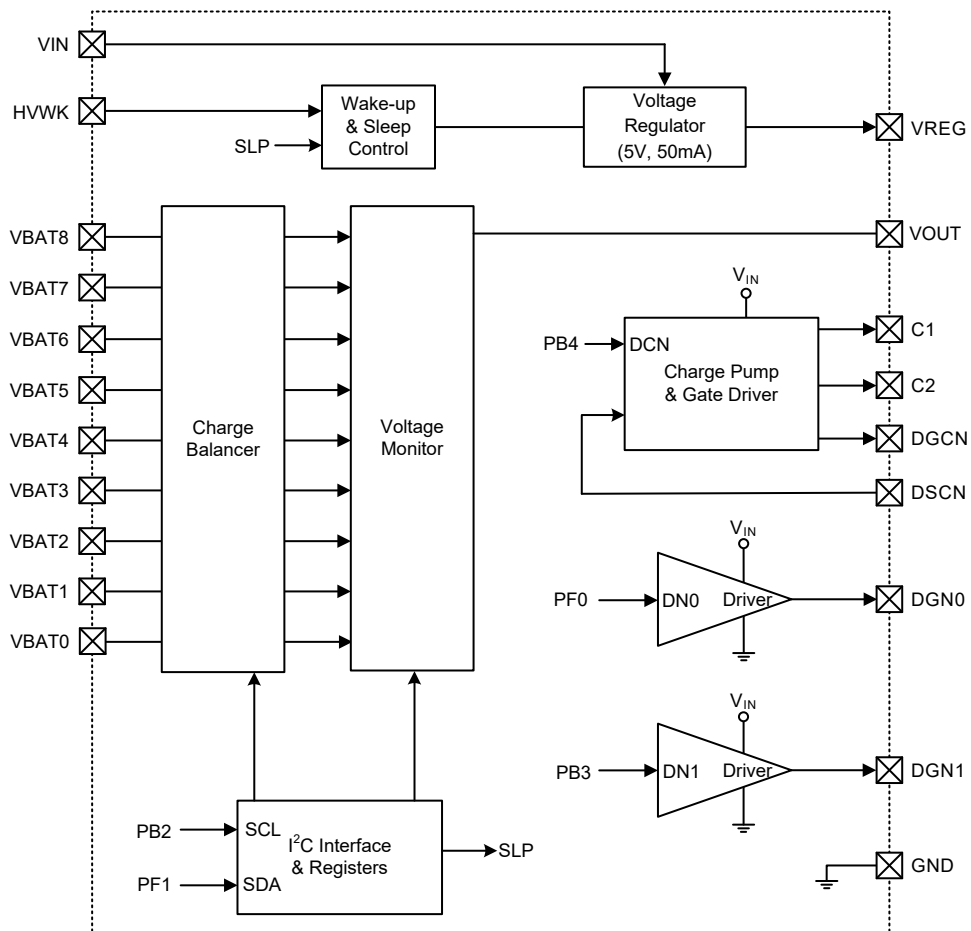 VIN
HVWK
SLP
Wake-up
& Sleep
Control
Voltage
Regulator
(5V, 50mA)
VREG
VBAT8
VBAT7
VBAT6
VBAT5
VBAT4
VBAT3
VBAT2
VBAT1
VBAT0
Charge
Balancer
Voltage
Monitor
VOUT
VIN
PB4
DCN
Charge Pump
& Gate Driver
C1
C2
DGCN
DSCN
VIN
PF0
DN0 Driver
DGN0
VIN
PB3
DN1 Driver
DGN1
PB2
SCL
PF1
SDA
I²C Interface
& Registers
SLP
GND